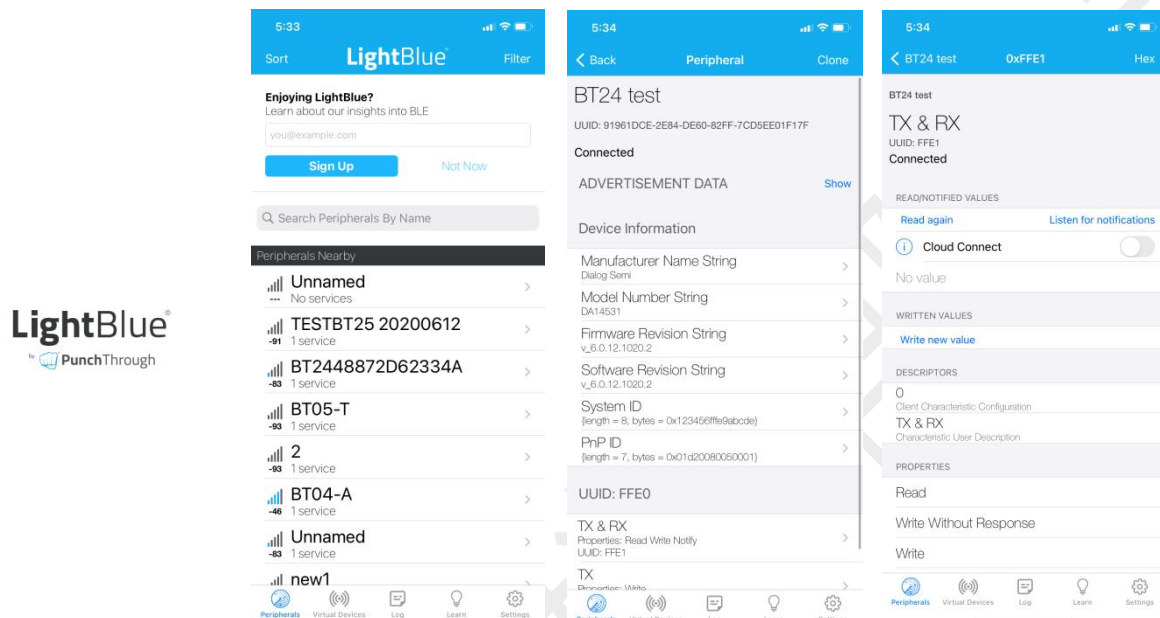 LightBlue®
by PunchThrough
5:33
Sort LightBlue Filter
Enjoying LightBlue?
Learn about our insights into BLE
you@example.com
Sign Up Not Now
Search Peripherals By Name
Peripherals Nearby
Unnamed
--- No services
TESTBT25 20200612
-91 1 service
BT2448872D62334A
-83 1 service
BT05-T
-93 1 service
2
-93 1 service
BT04-A
-46 1 service
Unnamed
-83 1 service
new1
Peripherals Virtual Devices Log Learn Settings
5:34
Back Peripheral Clone
BT24 test
UUID: 91961DCE-2E84-DE60-82FF-7CD5EE01F17F
Connected
ADVERTISEMENT DATA Show
Device Information
Manufacturer Name String
Dialog Semi
Model Number String
DA14531
Firmware Revision String
v_6.0.12.1020.2
Software Revision String
v_6.0.12.1020.2
System ID
{length = 8, bytes = 0x123456fffe9abcde}
PnP ID
{length = 7, bytes = 0x01d20080050001}
UUID: FFE0
TX & RX
Properties: Read Write Notify
UUID: FFE1
TX
Properties: Write
5:34
BT24 test 0xFFE1 Hex
BT24 test
TX & RX
UUID: FFE1
Connected
READ/NOTIFIED VALUES
Read again Listen for notifications
Cloud Connect
No value
WRITTEN VALUES
Write new value
DESCRIPTORS
0
Client Characteristic Configuration
TX & RX
Characteristic User Description
PROPERTIES
Read
Write Without Response
Write
Peripherals Virtual Devices Log Learn Settings